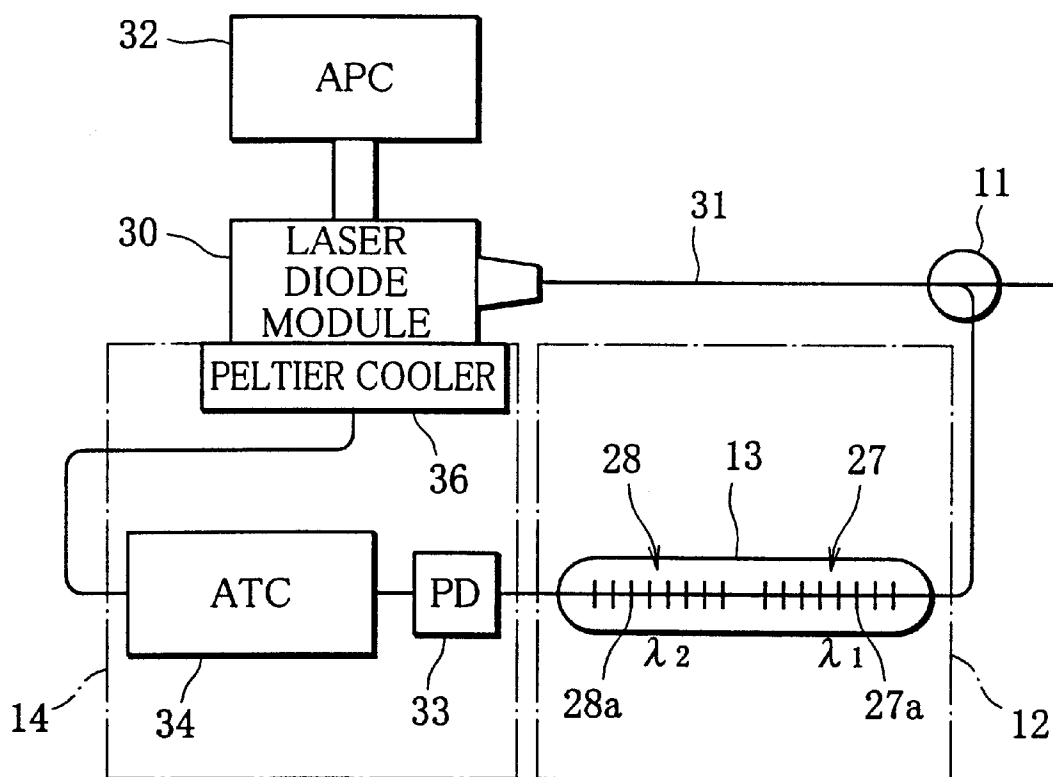 32
APC
11
30
LASER
DIODE
MODULE
31
PELTIER COOLER
36
28
13
27
ATC
PD
λ2
λ1
14
34
33
28a
27a
12